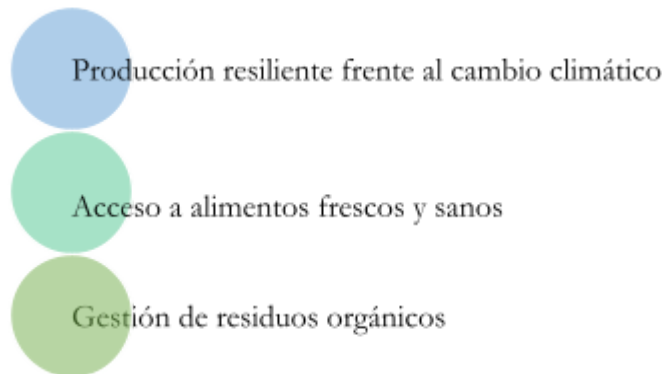 Producción resiliente frente al cambio climático
Acceso a alimentos frescos y sanos
Gestión de residuos orgánicos